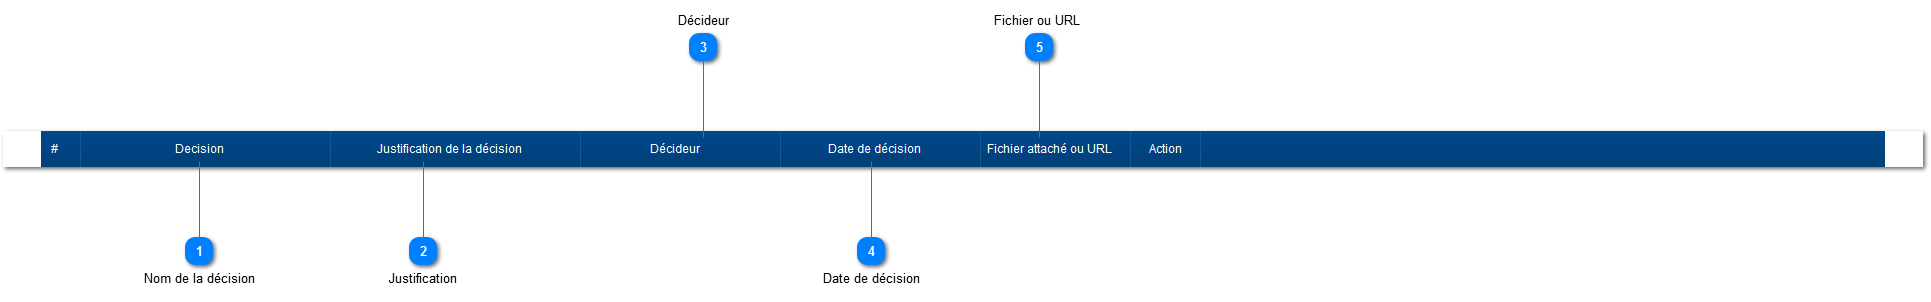 Décideur
Fichier ou URL
3
5
# Decision Justification de la décision Décideur Date de décision Fichier attaché ou URL Action
1
2
4
Nom de la décision
Justification
Date de décision